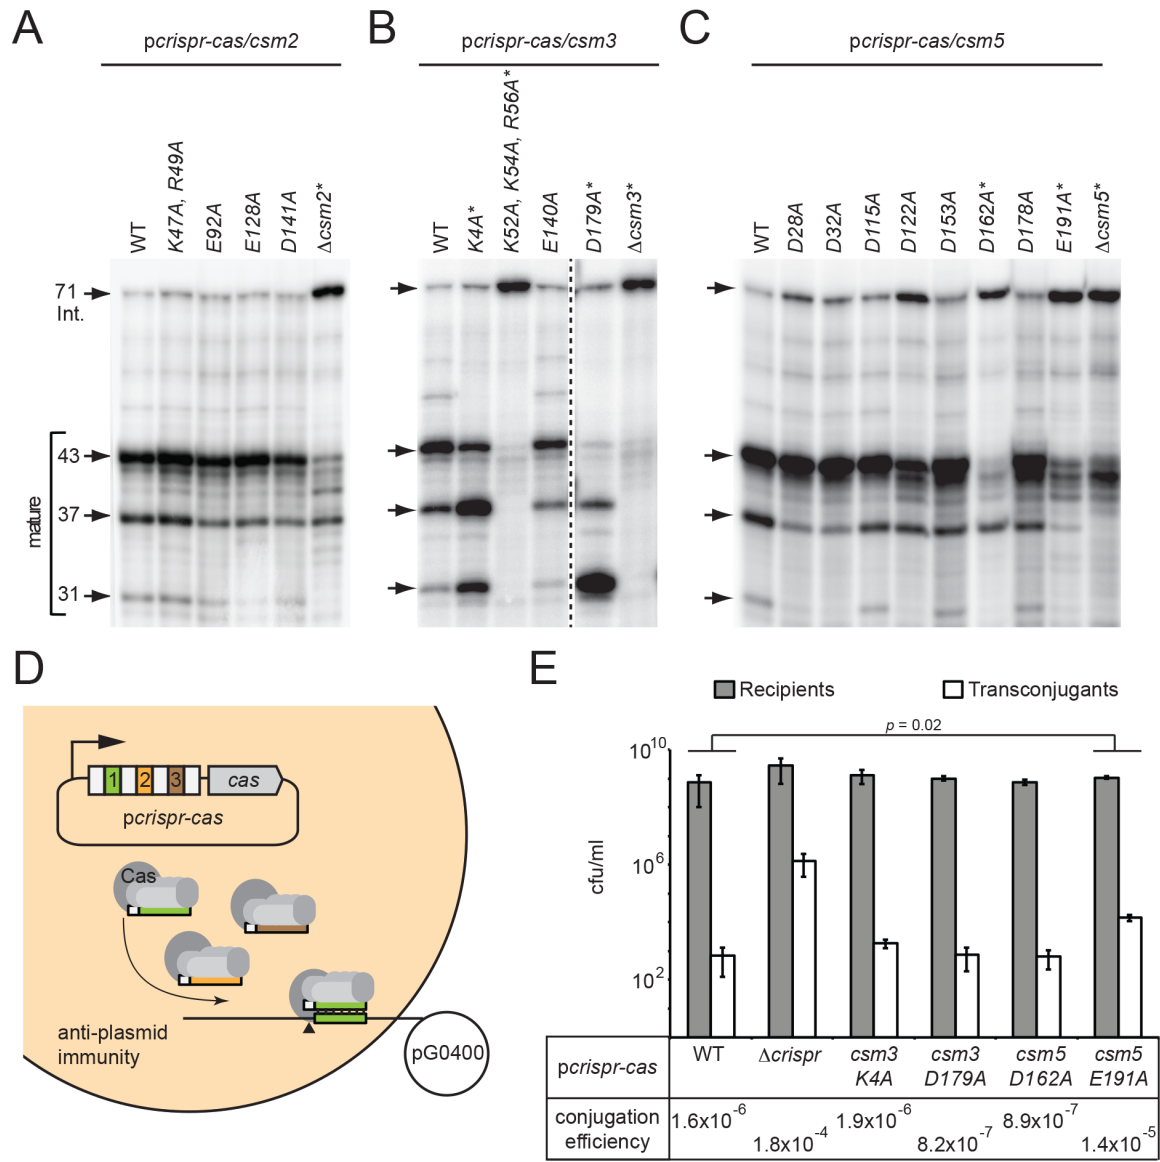 A
pcrispr-cas/csm2
WT
K47A, R49A
E92A
E128A
D141A
Δcsm2*
71
Int.
43
37
31
mature
B
pcrispr-cas/csm3
WT
K4A*
K52A, K54A, R56A*
E140A
D179A*
Δcsm3*
C
pcrispr-cas/csm5
WT
D28A
D32A
D115A
D122A
D153A
D162A*
D178A
E191A*
Δcsm5*
D
1 2 3 cas
pcrispr-cas
Cas
anti-plasmid
immunity
pG0400
E
Recipients Transconjugants
p = 0.02
10^10
10^6
10^2
cfu/ml
pcrispr-cas
WT
Δcrispr
csm3
K4A
csm3
D179A
csm5
D162A
csm5
E191A
conjugation
efficiency
1.6x10^-6
1.8x10^-4
1.9x10^-6
8.2x10^-7
8.9x10^-7
1.4x10^-5